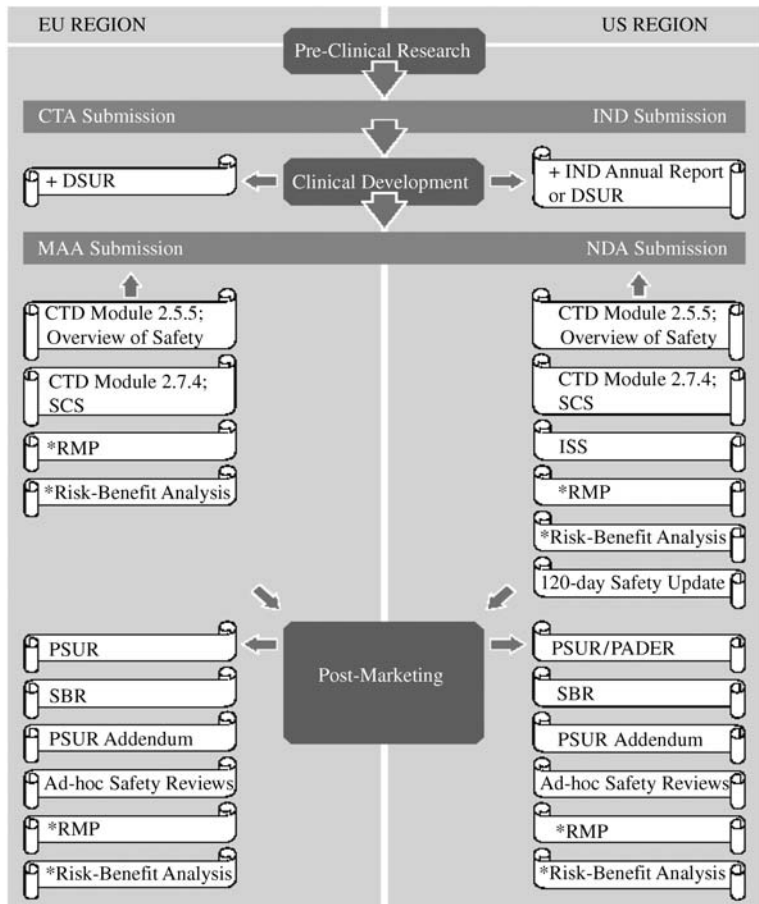 EU REGION
US REGION
Pre-Clinical Research
CTA Submission
IND Submission
+ DSUR
Clinical Development
+ IND Annual Report
or DSUR
MAA Submission
NDA Submission
CTD Module 2.5.5;
Overview of Safety
CTD Module 2.7.4;
SCS
*RMP
*Risk-Benefit Analysis
CTD Module 2.5.5;
Overview of Safety
CTD Module 2.7.4;
SCS
ISS
*RMP
*Risk-Benefit Analysis
120-day Safety Update
Post-Marketing
PSUR
SBR
PSUR Addendum
Ad-hoc Safety Reviews
*RMP
*Risk-Benefit Analysis
PSUR/PADER
SBR
PSUR Addendum
Ad-hoc Safety Reviews
*RMP
*Risk-Benefit Analysis